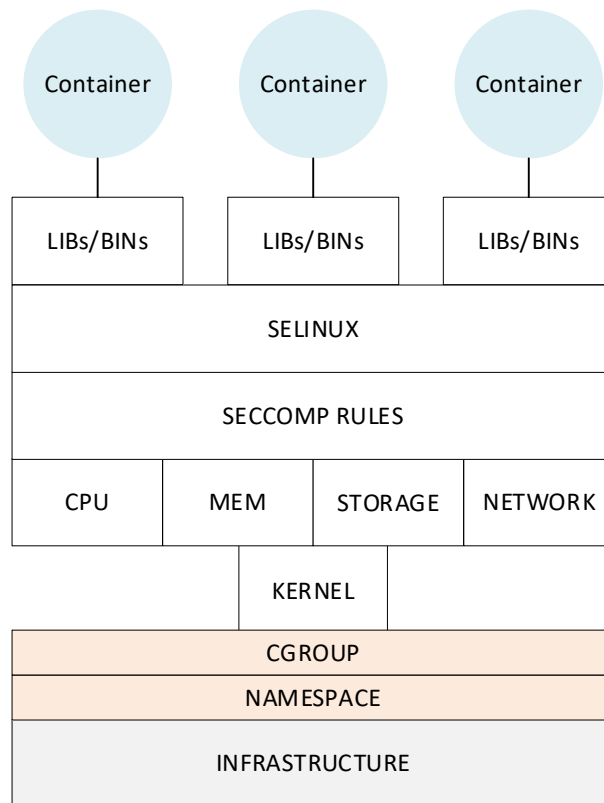 Container
Container
Container
LIBs/BINs
LIBs/BINs
LIBs/BINs
SELINUX
SECCOMP RULES
CPU
MEM
STORAGE
NETWORK
KERNEL
CGROUP
NAMESPACE
INFRASTRUCTURE